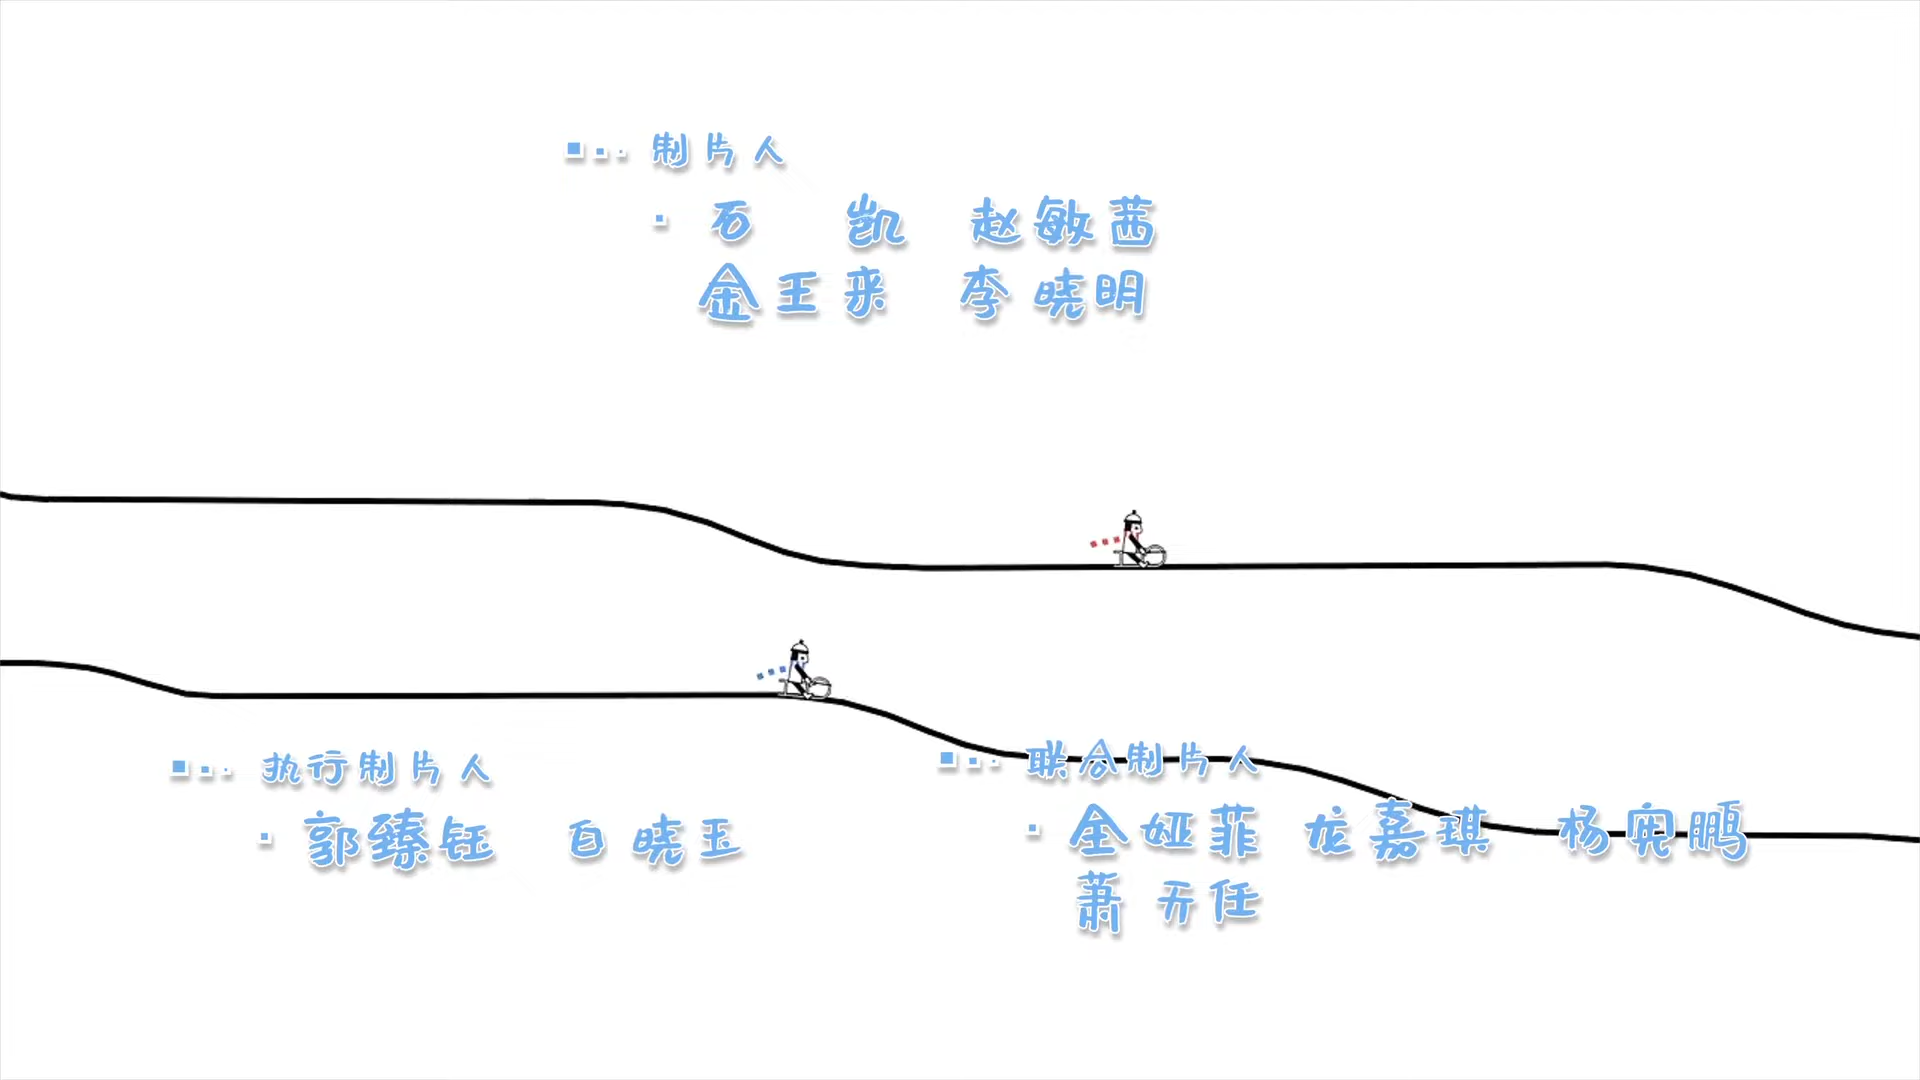 制片人
石 凯 赵敏茜
金王来 李晓明
执行制片人
郭臻钰 白晓玉
联合制片人
全娅菲 龙嘉琪 杨宪鹏
萧天任